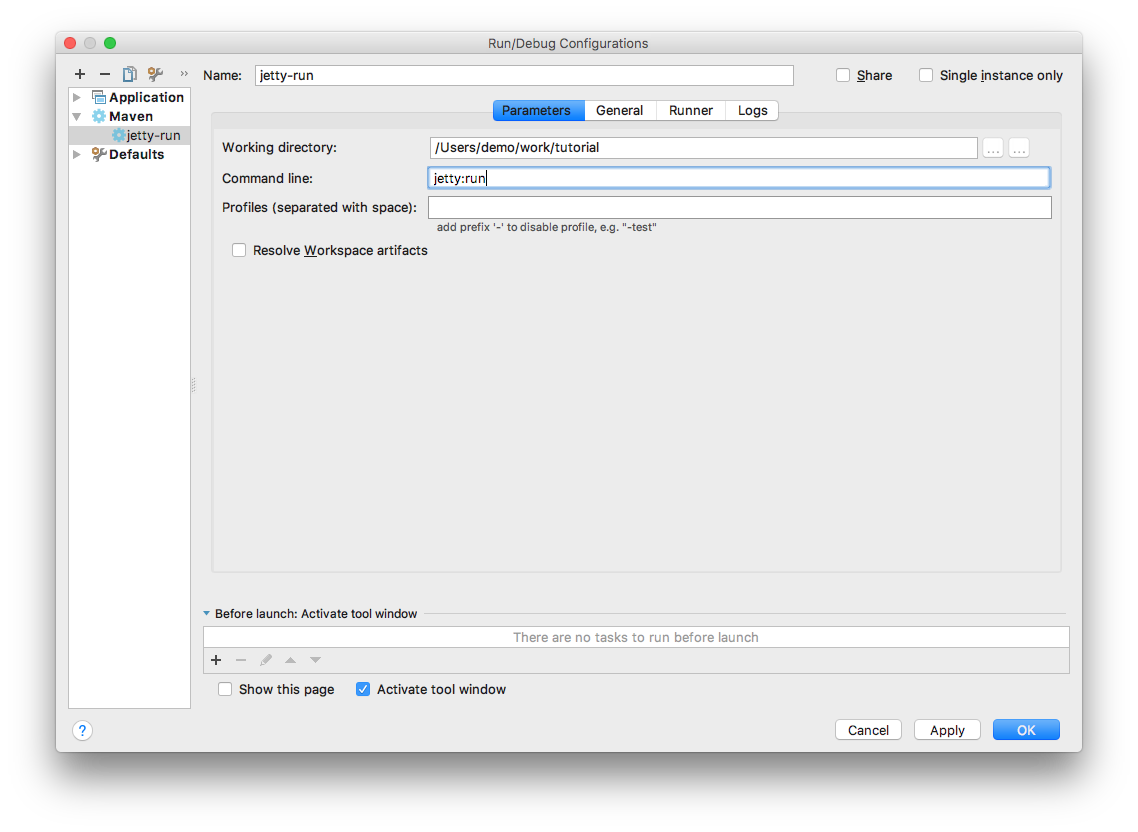 Run/Debug Configurations
Name: jetty-run Share Single instance only
Application
Maven
jetty-run
Defaults
Parameters General Runner Logs
Working directory: /Users/demo/work/tutorial ... ...
Command line: jetty:run
Profiles (separated with space):
add prefix '-' to disable profile, e.g. "-test"
Resolve Workspace artifacts
Before launch: Activate tool window
There are no tasks to run before launch
Show this page Activate tool window
? Cancel Apply OK